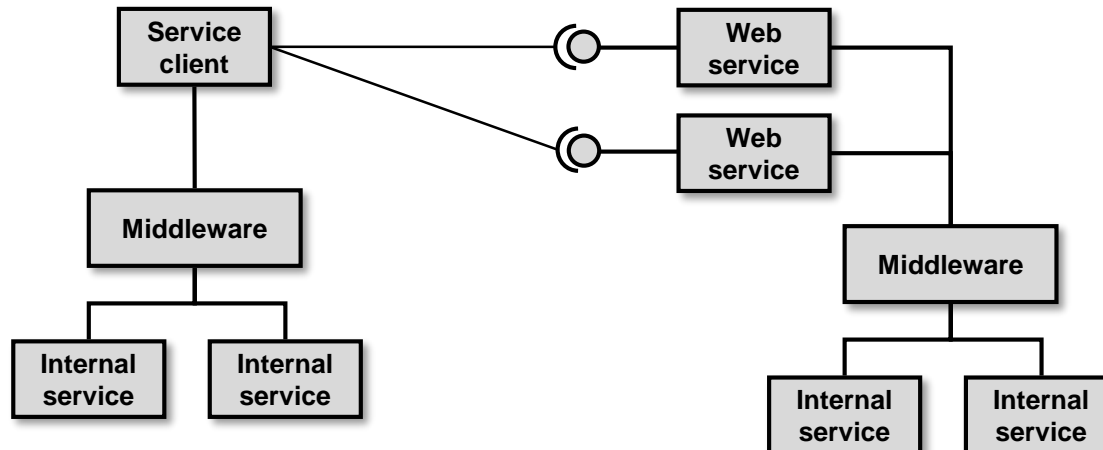 Service
client
Web
service
Web
service
Middleware
Middleware
Internal
service
Internal
service
Internal
service
Internal
service